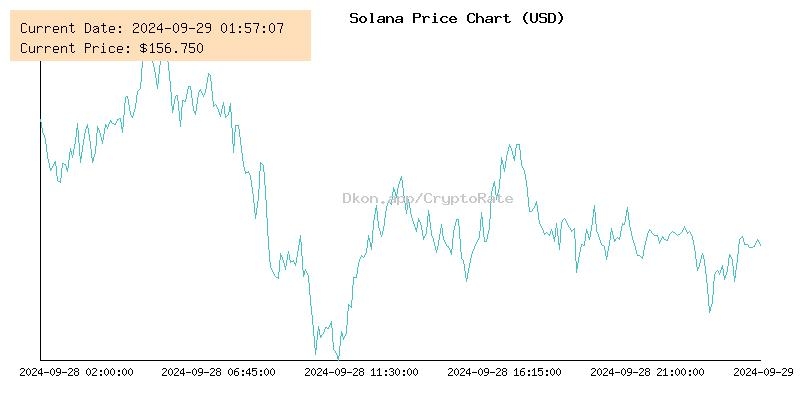 Solana Price Chart (USD)
Current Date: 2024-09-29 01:57:07
Current Price: $156.750
Dkon.app/CryptoRate
2024-09-28 02:00:00 2024-09-28 06:45:00 2024-09-28 11:30:00 2024-09-28 16:15:00 2024-09-28 21:00:00 2024-09-29